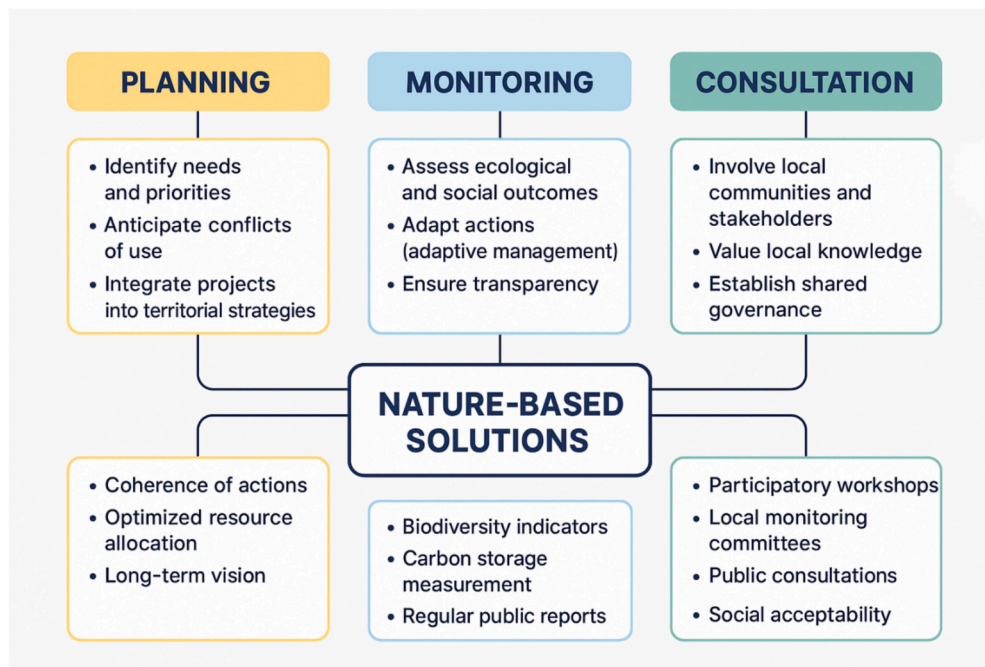 PLANNING
MONITORING
CONSULTATION
• Identify needs
and priorities
• Anticipate conflicts
of use
• Integrate projects
into territorial strategies
• Assess ecological
and social outcomes
• Adapt actions
(adaptive management)
• Ensure transparency
• Involve local
communities and
stakeholders
• Value local knowledge
• Establish shared
governance
NATURE-BASED
SOLUTIONS
• Coherence of actions
• Optimized resource
allocation
• Long-term vision
• Biodiversity indicators
• Carbon storage
measurement
• Regular public reports
• Participatory workshops
• Local monitoring
committees
• Public consultations
• Social acceptability